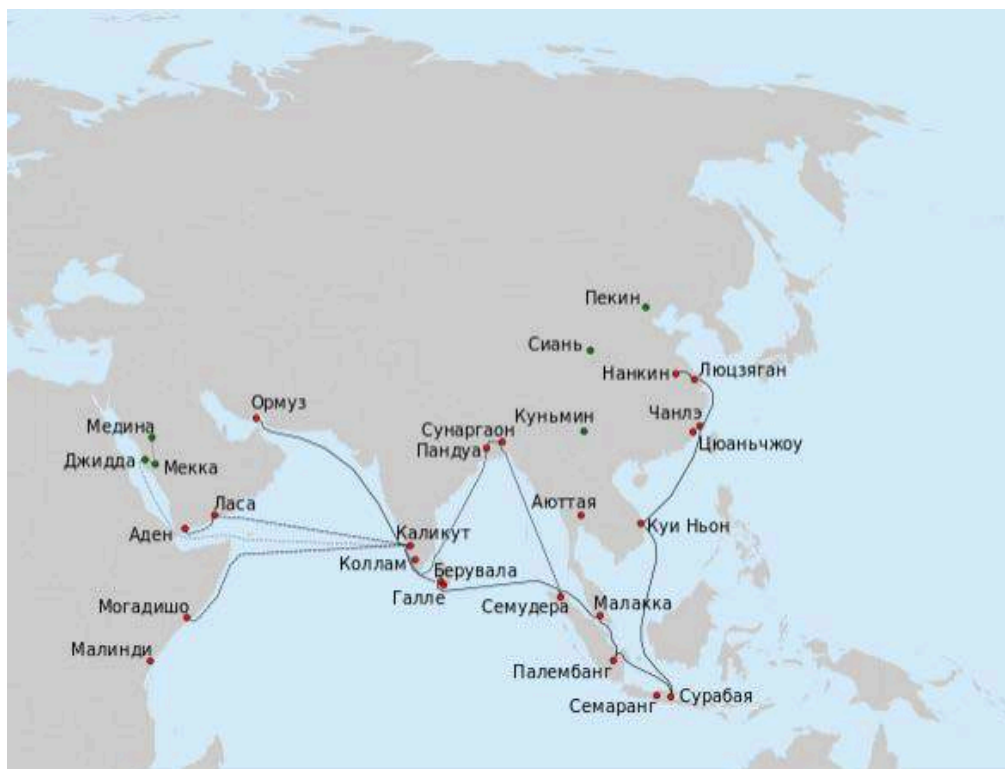 Пекин
Сиань
Нанкин
Люцзяган
Ормуз
Чанлэ
Куньмин
Медина
Сунаргаон
Цюаньчжоу
Пандуа
Джидда
Мекка
Ласа
Аюттая
Куи Ньон
Аден
Каликут
Коллам
Берувала
Галле
Семудера
Малакка
Могадишо
Малинди
Палембанг
Семаранг
Сурабая